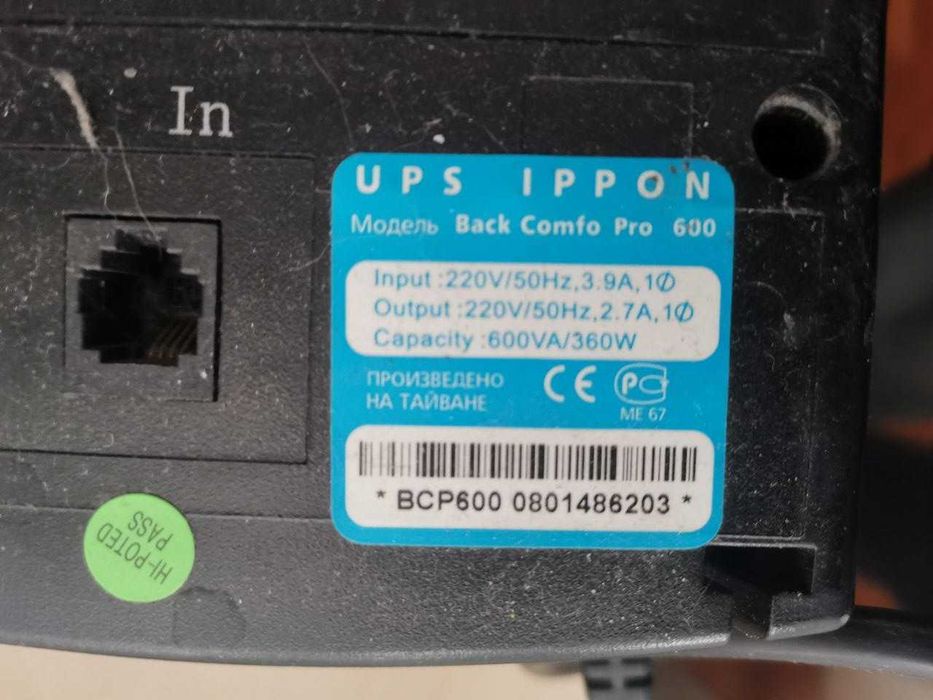 In
UPS IPPON
Модель Back Comfo Pro 600
Input :220V/50Hz,3.9A,1Ø
Output :220V/50Hz,2.7A,1Ø
Capacity :600VA/360W
ПРОИЗВЕДЕНО
НА ТАЙВАНЕ
CE
PG
ME 67
* BCP600 0801486203 *
HI-POTED
PASS